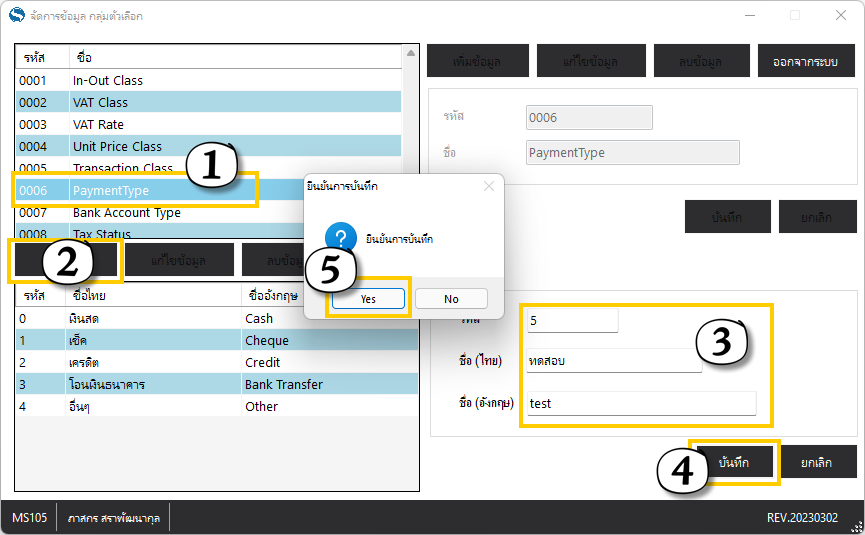 จัดการข้อมูล กลุ่มตัวเลือก
รหัส ชื่อ
0001 In-Out Class
0002 VAT Class
0003 VAT Rate
0004 Unit Price Class
0005 Transaction Class
0006 PaymentType
0007 Bank Account Type
0008 Tax Status
1
เพิ่มข้อมูล แก้ไขข้อมูล ลบข้อมูล ออกจากระบบ
รหัส 0006
ชื่อ PaymentType
บันทึก ยกเลิก
2
แก้ไขข้อมูล
ยืนยันการบันทึก
? ยืนยันการบันทึก
5
Yes No
รหัส ชื่อไทย ชื่ออังกฤษ
0 เงินสด Cash
1 เช็ค Cheque
2 เครดิต Credit
3 โอนเงินธนาคาร Bank Transfer
4 อื่นๆ Other
รหัส 5
ชื่อ (ไทย) ทดสอบ
ชื่อ (อังกฤษ) test
3
4
บันทึก ยกเลิก
MS105 ภาสกร สราพัฒนากุล REV.20230302